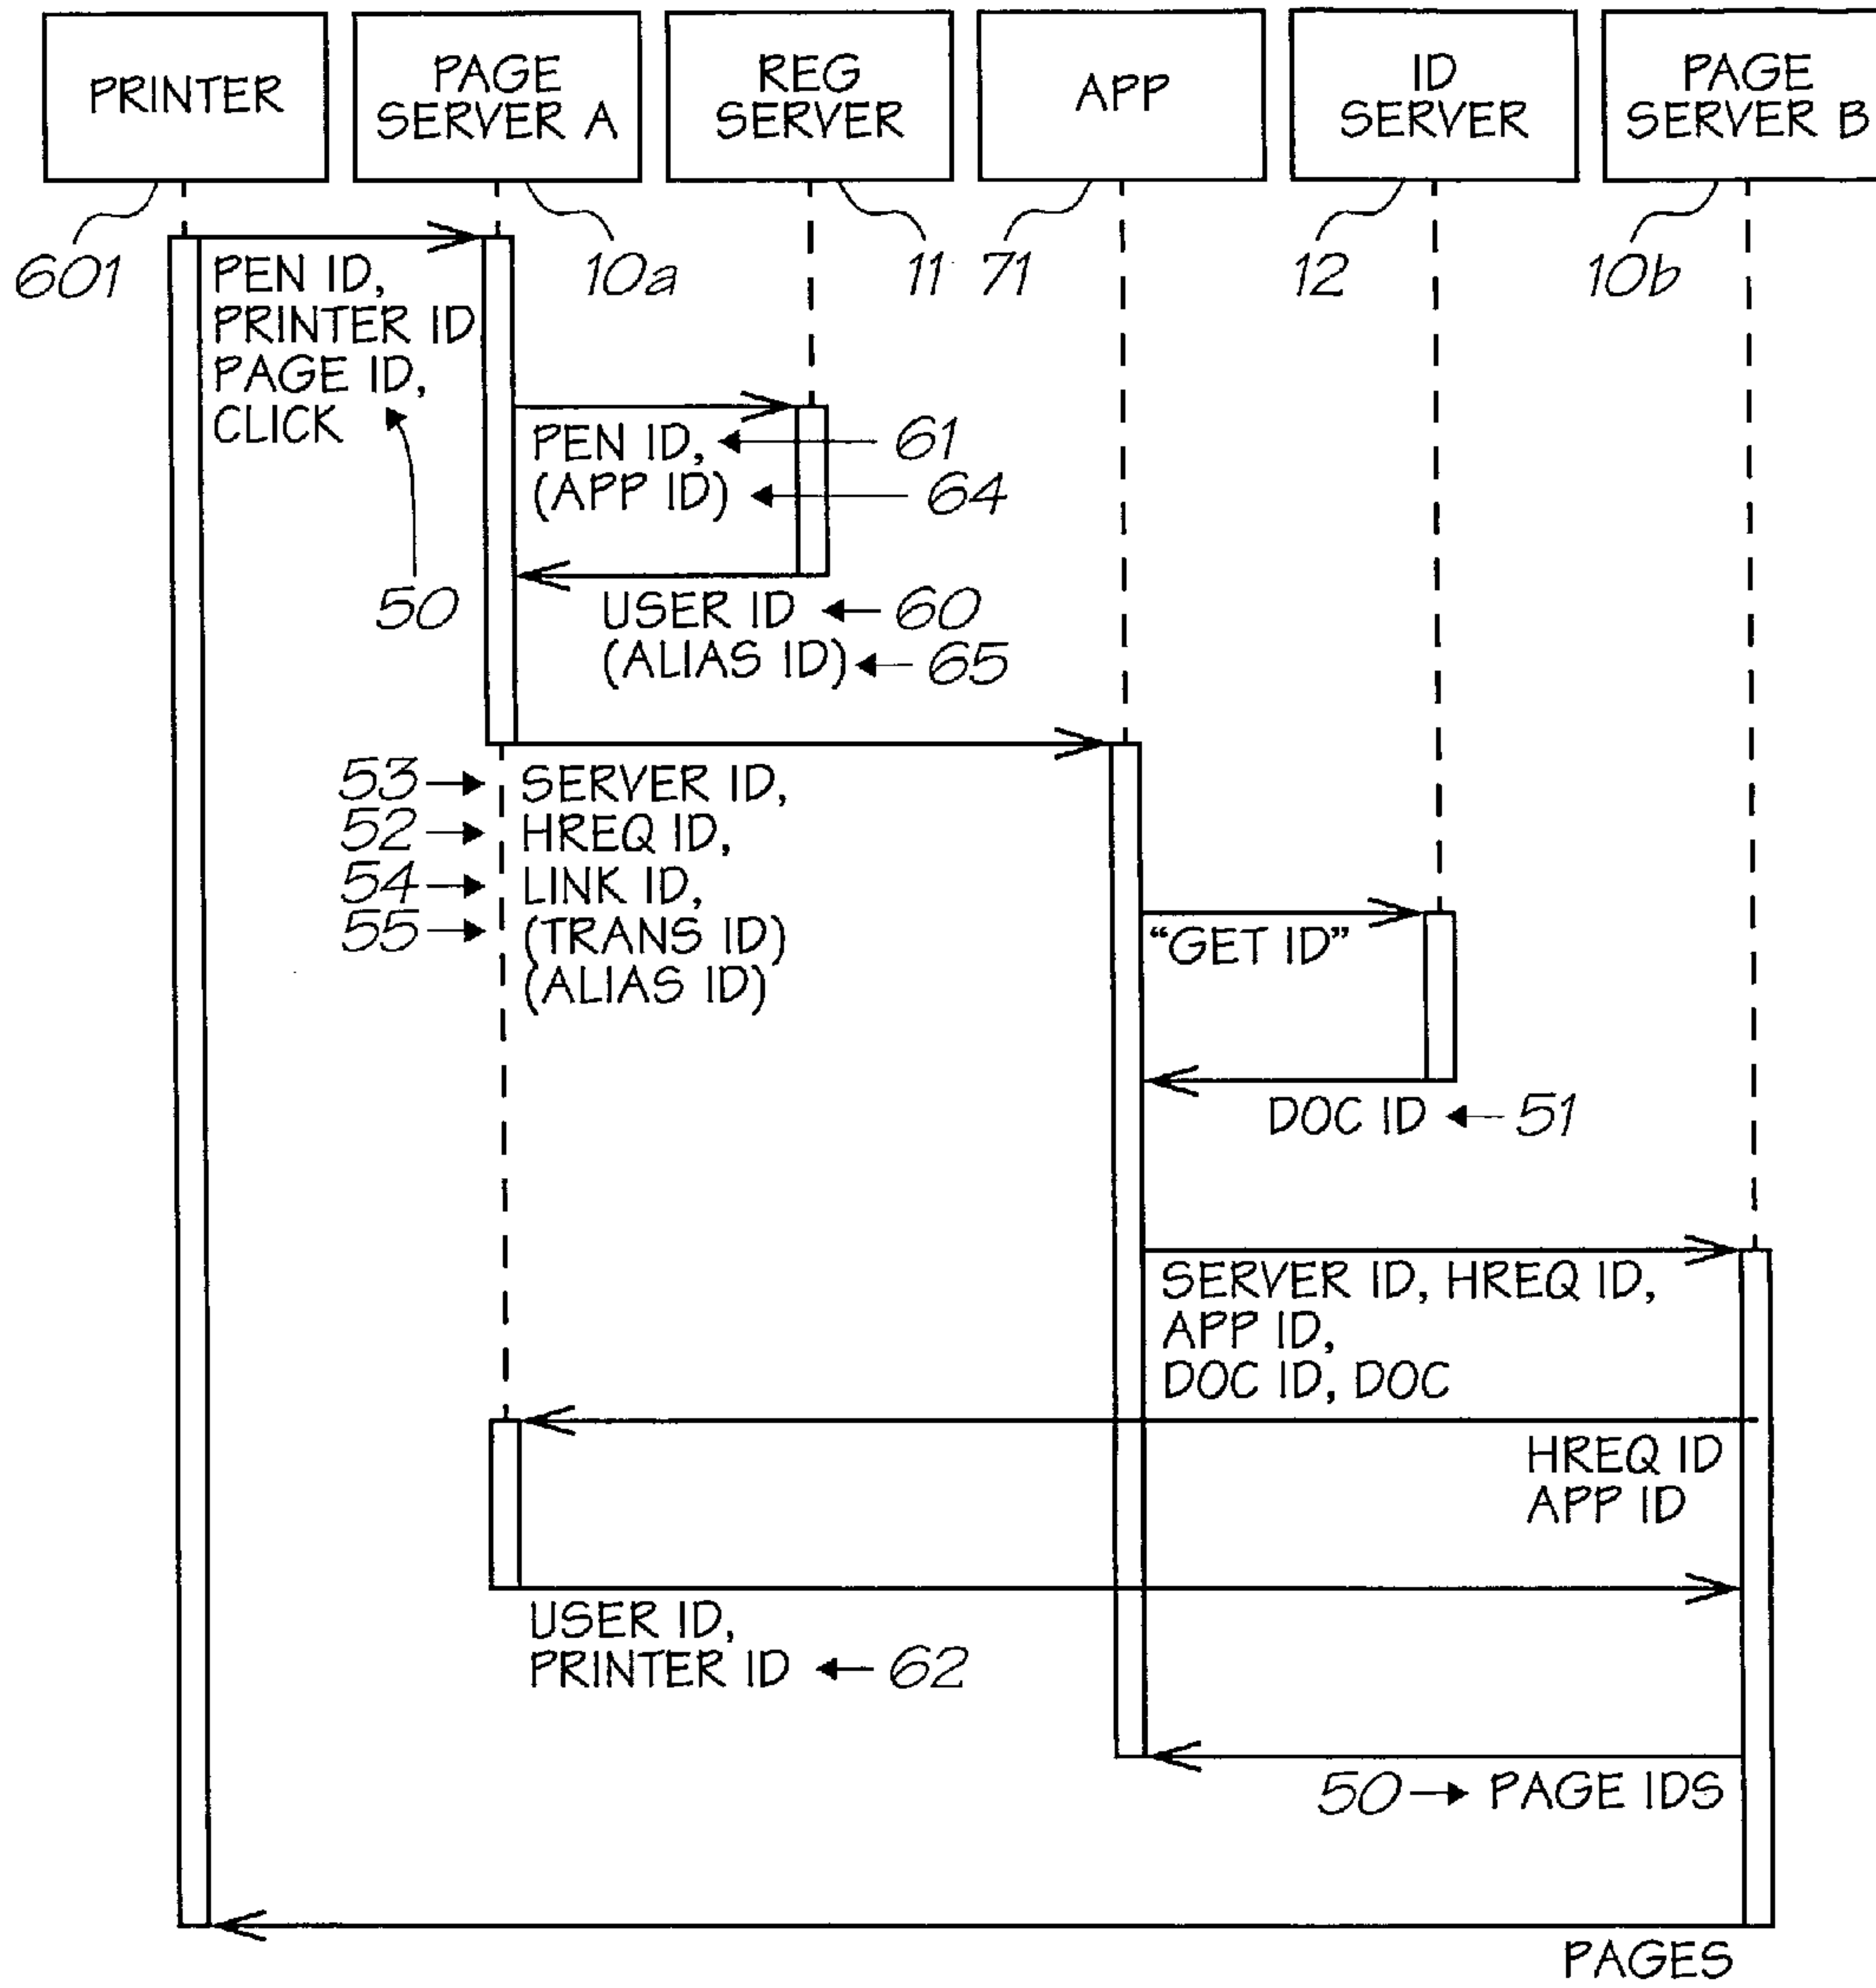 PRINTER
PAGE
SERVER A
REG
SERVER
APP
ID
SERVER
PAGE
SERVER B
601
10a
11
71
12
10b
PEN ID,
PRINTER ID
PAGE ID,
CLICK
50
PEN ID,
61
(APP ID)
64
USER ID
60
(ALIAS ID)
65
53
SERVER ID,
52
HREQ ID,
54
LINK ID,
55
(TRANS ID)
(ALIAS ID)
"GET ID"
DOC ID
51
SERVER ID, HREQ ID,
APP ID,
DOC ID, DOC
HREQ ID
APP ID
USER ID,
PRINTER ID
62
50
PAGE IDS
PAGES